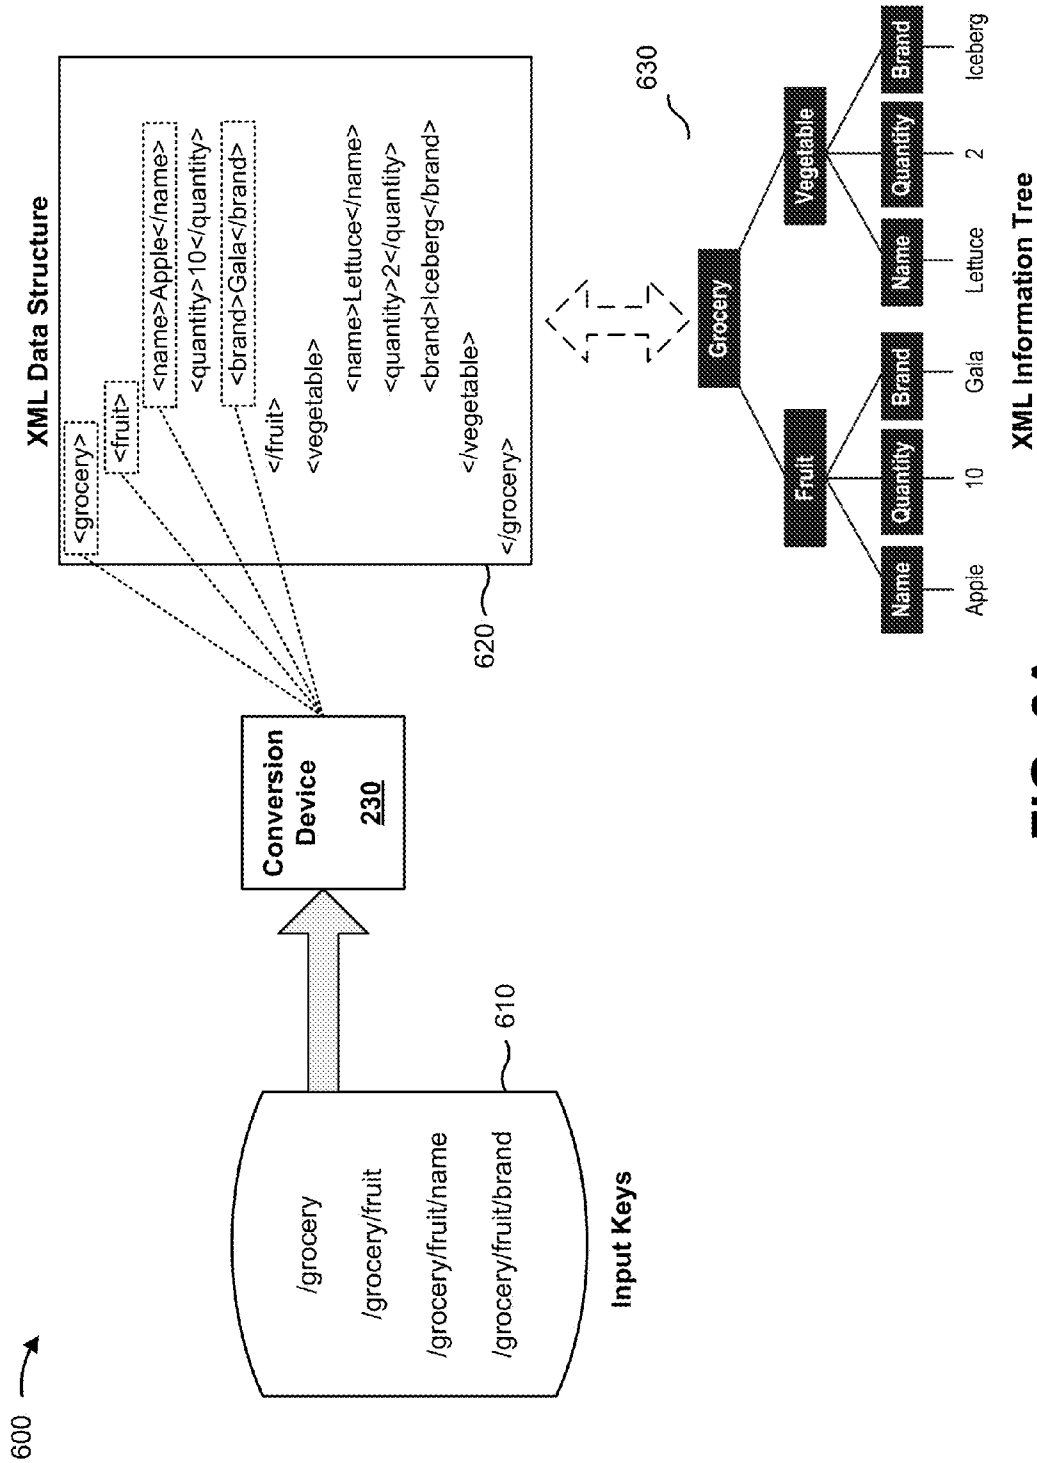 600
/grocery
/grocery/fruit
/grocery/fruit/name
/grocery/fruit/brand
610
Input Keys
Conversion
Device
230
XML Data Structure
<grocery>
<fruit>
<name>Apple</name>
<quantity>10</quantity>
<brand>Gala</brand>
</fruit>
<vegetable>
<name>Lettuce</name>
<quantity>2</quantity>
<brand>Iceberg</brand>
</vegetable>
</grocery>
620
630
Grocery
Fruit Vegetable
Name Quantity Brand Name Quantity Brand
Apple 10 Gala Lettuce 2 Iceberg
XML Information Tree